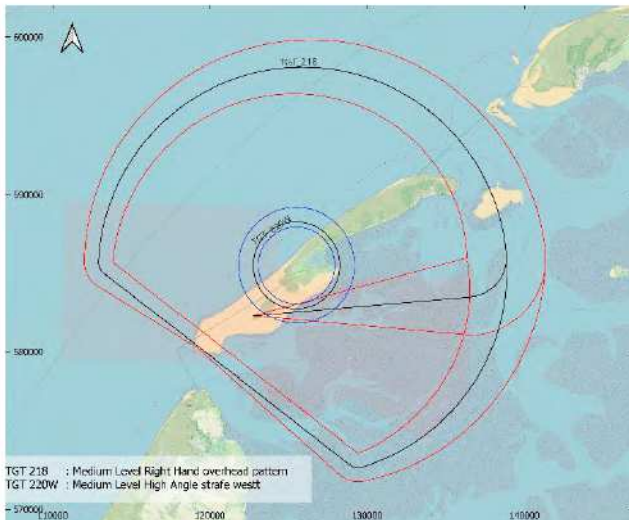 600000
TGT 218
590000
580000
TGT 218 : Medium Level Right Hand overhead pattern
TGT 220W : Medium Level High Angle strafe westt
570000
110000 120000 130000 140000